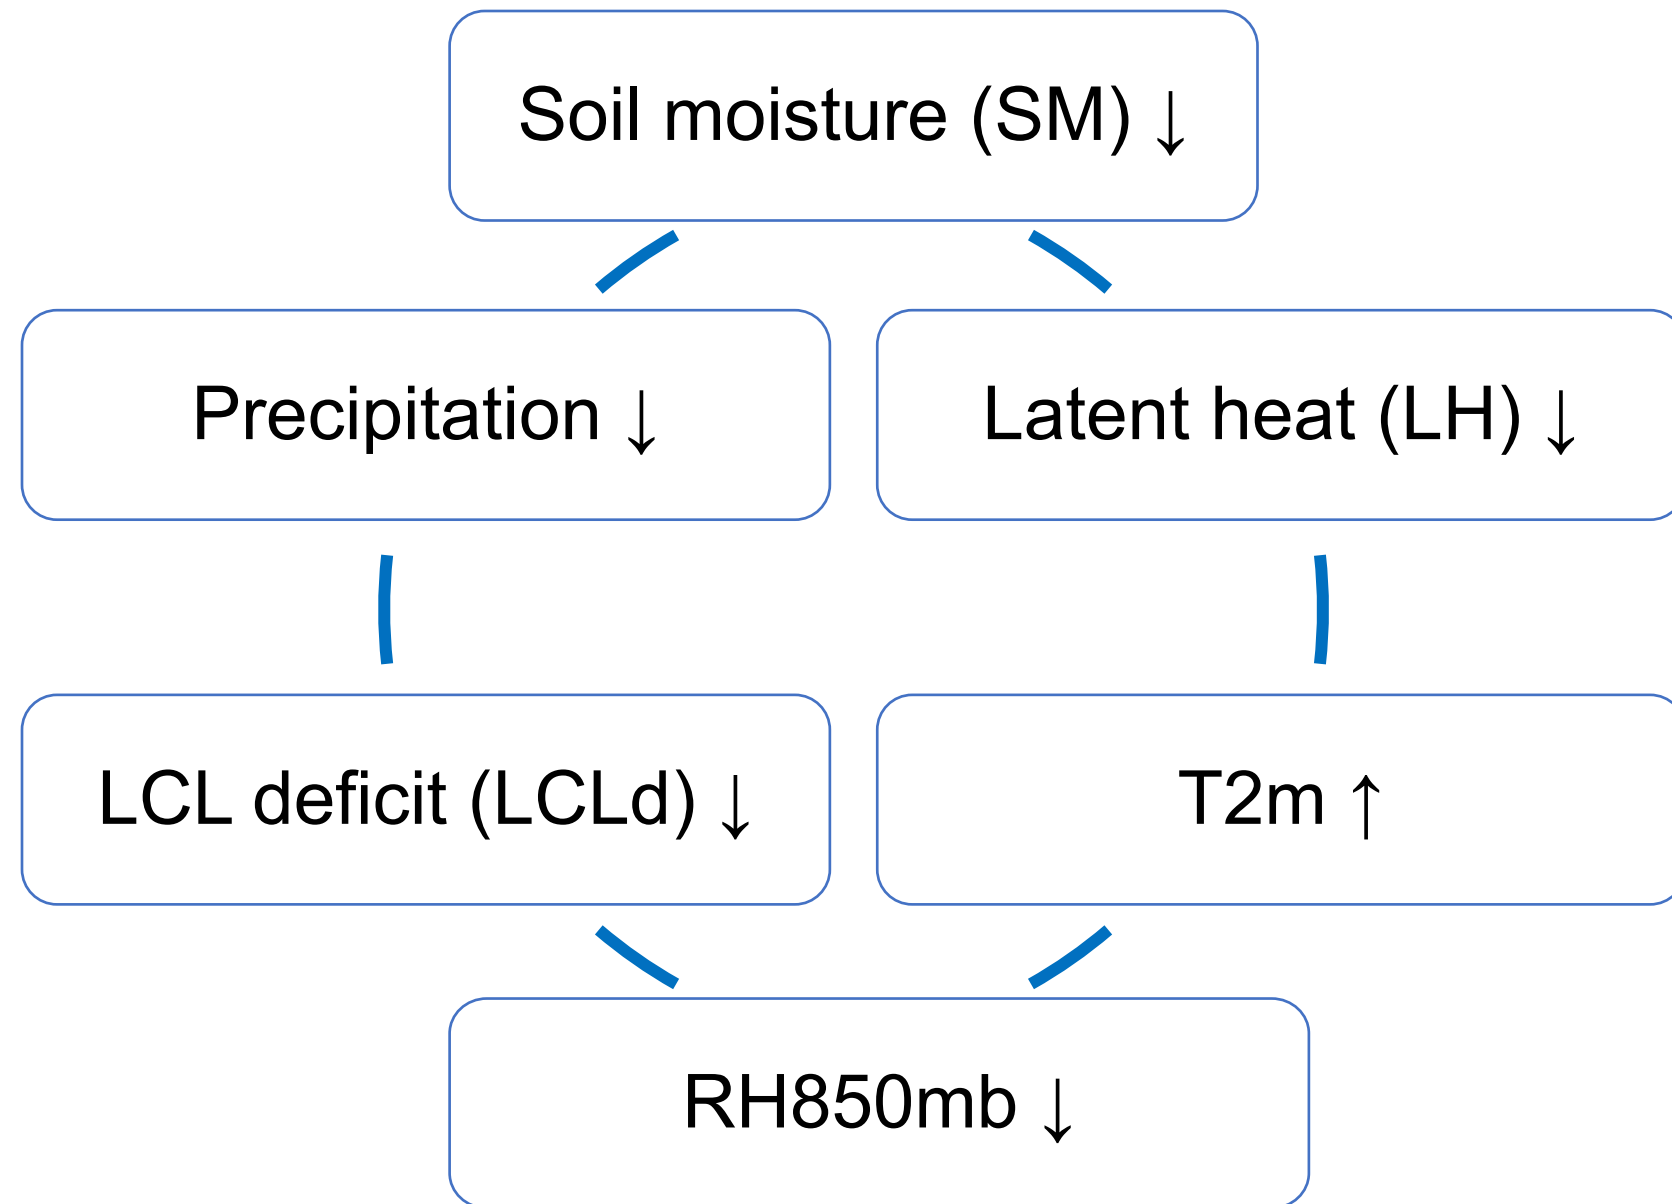 Soil moisture (SM) ↓
Precipitation ↓
Latent heat (LH) ↓
LCL deficit (LCLd) ↓
T2m ↑
RH850mb ↓